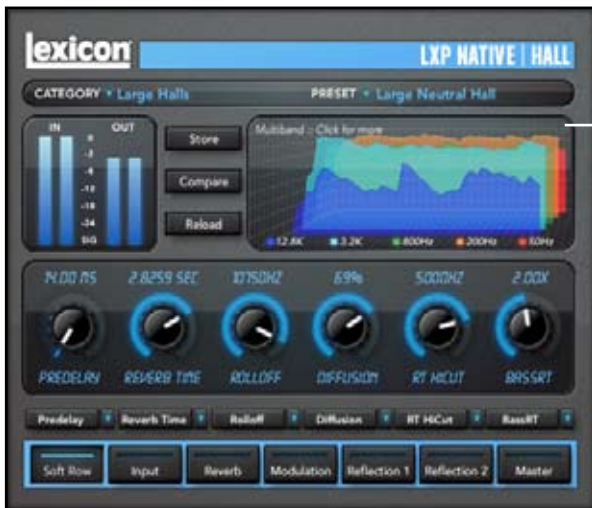 lexicon
LXP NATIVE | HALL
CATEGORY • Large Halls PRESET • Large Neutral Hall
IN OUT
0
-2
-4
-12
-18
-24
SIG
Store
Compare
Reload
Multiband :: Click for more
12.8K 3.2K 800Hz 200Hz 50Hz
14.00 MS 2.8259 SEC 10750HZ 69% 5000HZ 2.00X
PREDELAY REVERB TIME ROLLOFF DIFFUSION RT HICUT BASSRT
Predelay Reverb Time Rolloff Diffusion RT HiCut BassRT
Soft Row Input Reverb Modulation Reflection 1 Reflection 2 Master